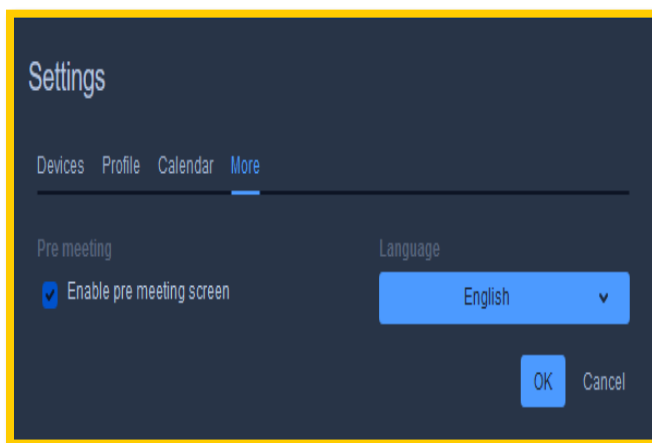 Settings
Devices Profile Calendar More
Pre meeting Language
Enable pre meeting screen English
OK Cancel